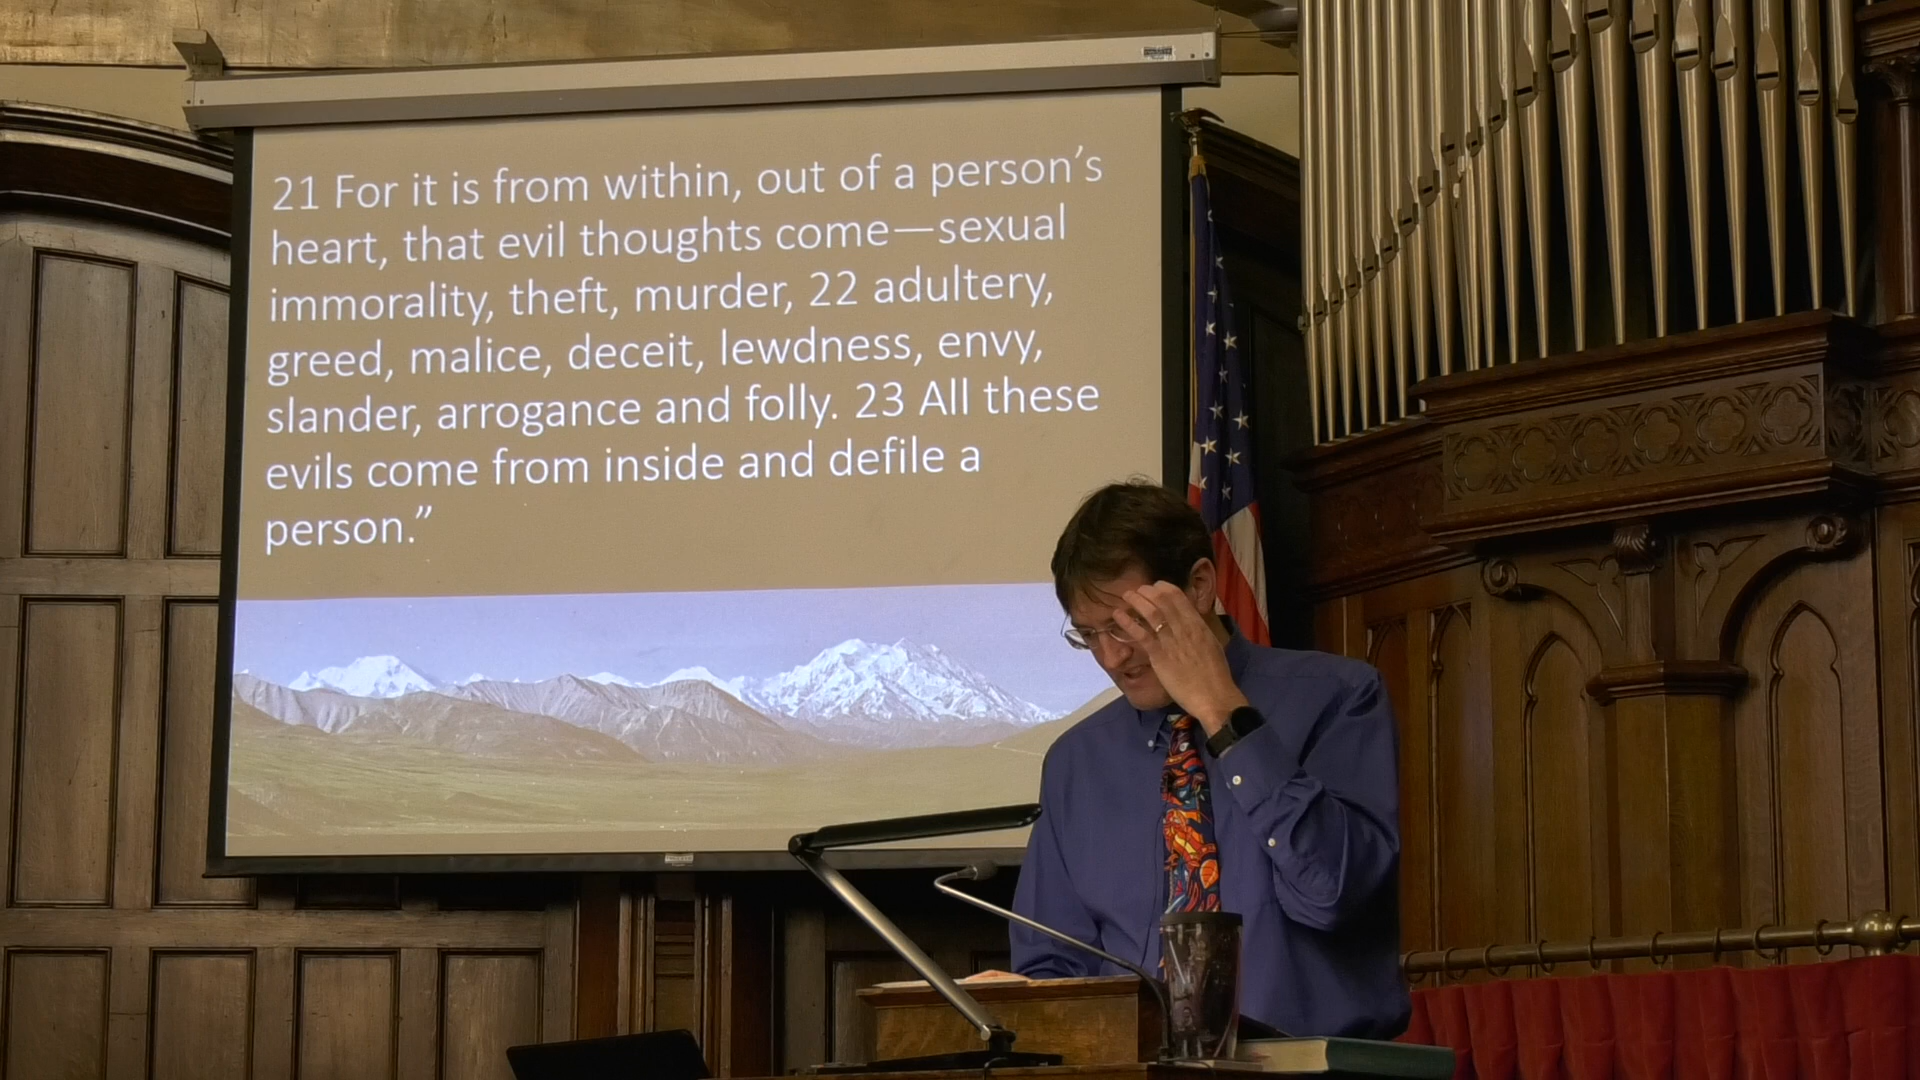 21 For it is from within, out of a person’s
heart, that evil thoughts come—sexual
immorality, theft, murder, 22 adultery,
greed, malice, deceit, lewdness, envy,
slander, arrogance and folly. 23 All these
evils come from inside and defile a
person.”